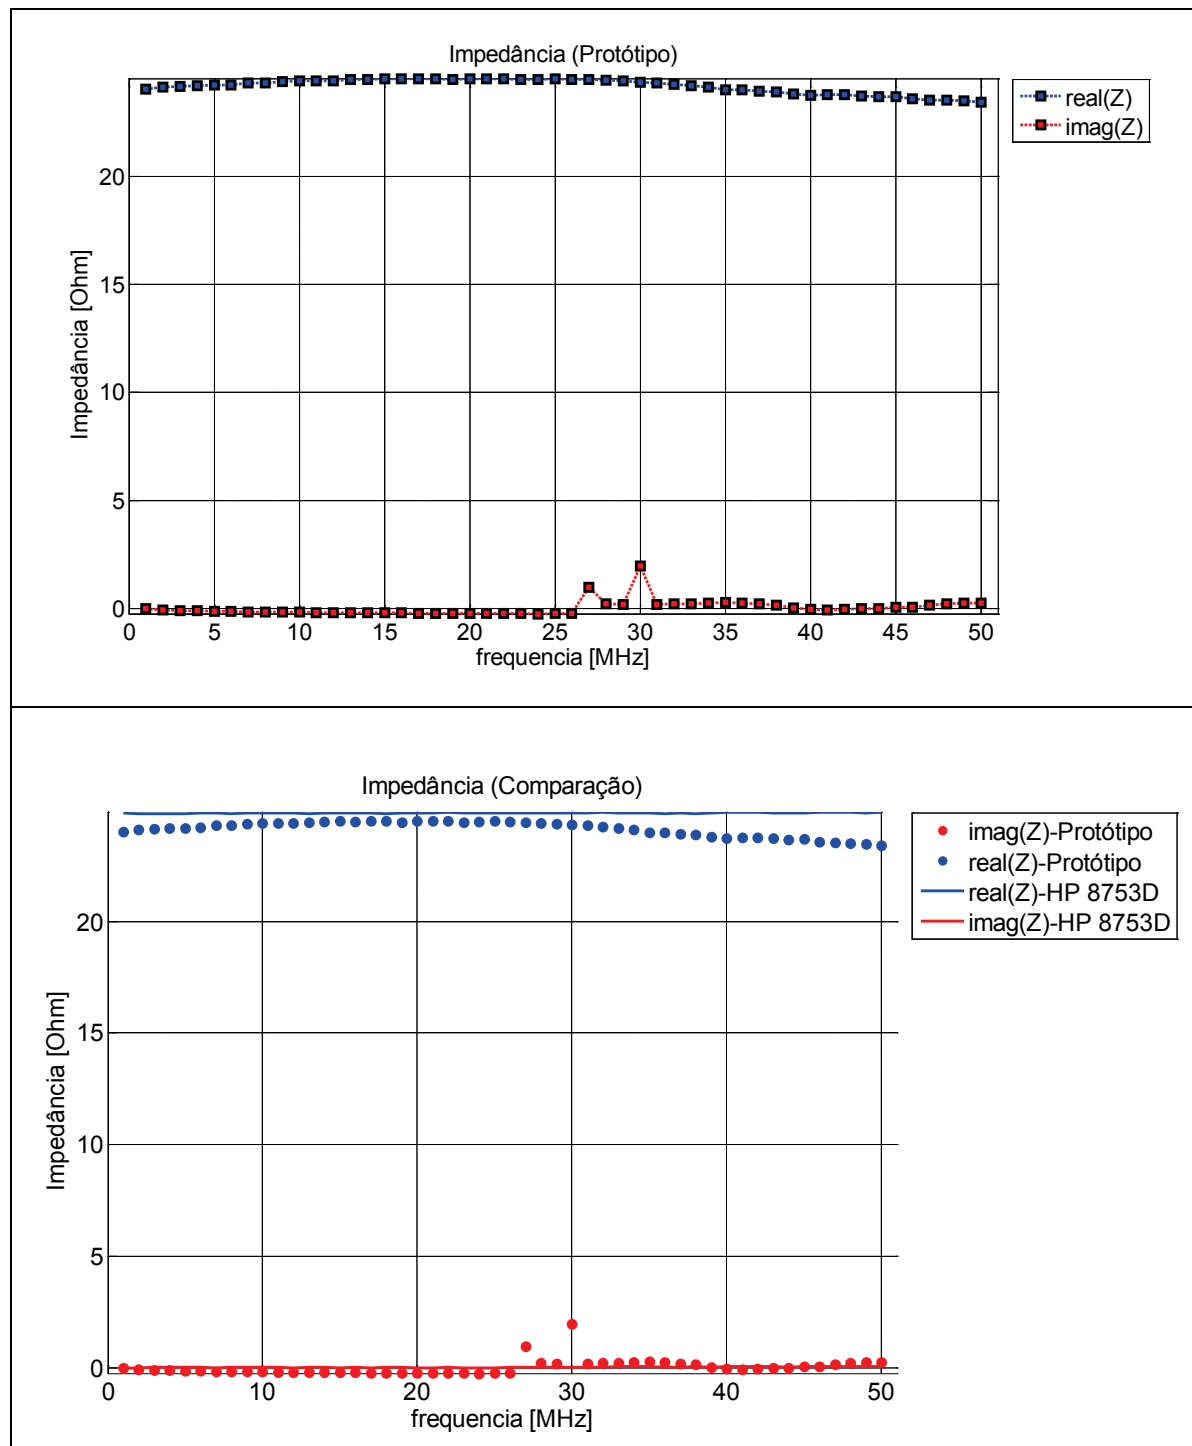 Impedância (Protótipo)
real(Z)
imag(Z)
20
15
10
5
0
Impedância [Ohm]
0 5 10 15 20 25 30 35 40 45 50
frequencia [MHz]
Impedância (Comparação)
imag(Z)-Protótipo
real(Z)-Protótipo
real(Z)-HP 8753D
imag(Z)-HP 8753D
20
15
10
5
0
Impedância [Ohm]
0 10 20 30 40 50
frequencia [MHz]